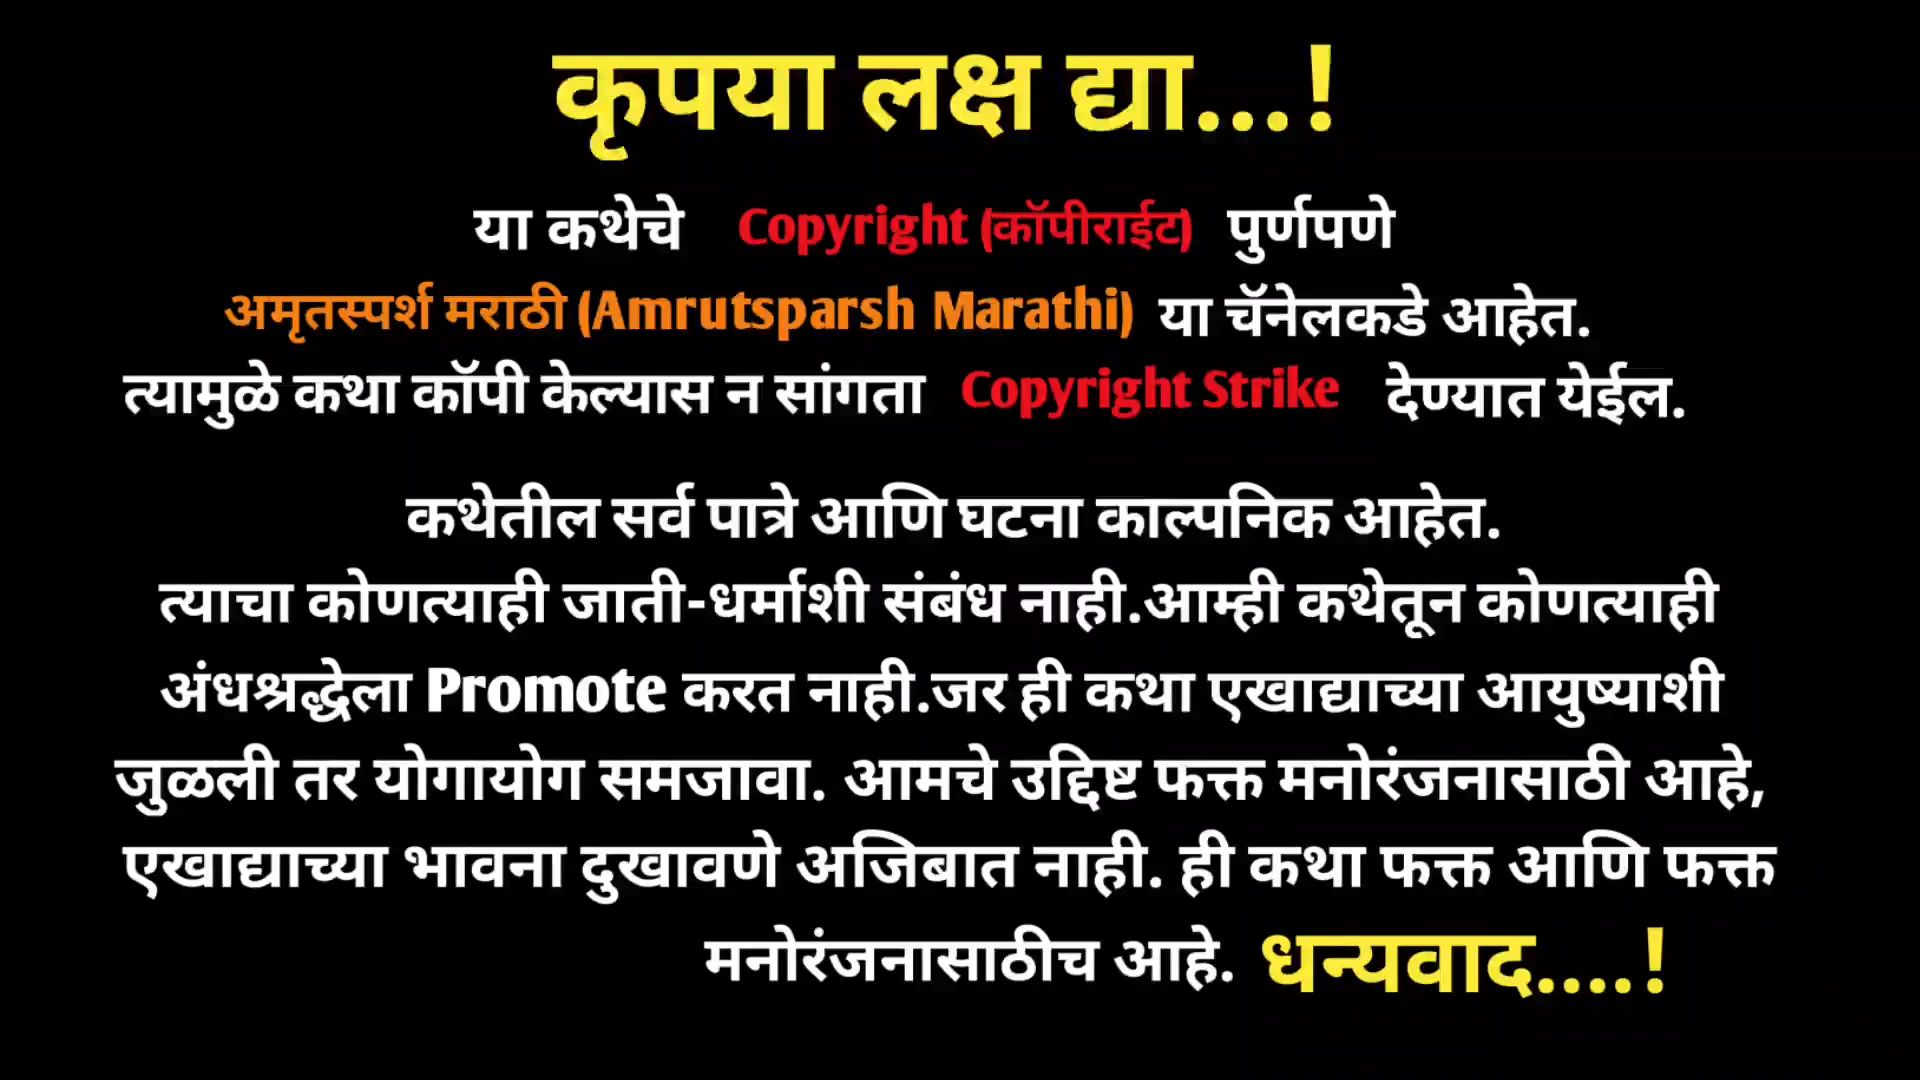 कृपया लक्ष द्या...!
या कथेचे Copyright (कॉपीराईट) पुर्णपणे
अमृतस्पर्श मराठी (Amrutsparsh Marathi) या चॅनेलकडे आहेत.
त्यामुळे कथा कॉपी केल्यास न सांगता Copyright Strike देण्यात येईल.
कथेतील सर्व पात्रे आणि घटना काल्पनिक आहेत.
त्याचा कोणत्याही जाती-धर्माशी संबंध नाही.आम्ही कथेतून कोणत्याही
अंधश्रद्धेला Promote करत नाही.जर ही कथा एखाद्याच्या आयुष्याशी
जुळली तर योगायोग समजावा. आमचे उद्दिष्ट फक्त मनोरंजनासाठी आहे,
एखाद्याच्या भावना दुखावणे अजिबात नाही. ही कथा फक्त आणि फक्त
मनोरंजनासाठीच आहे. धन्यवाद....!